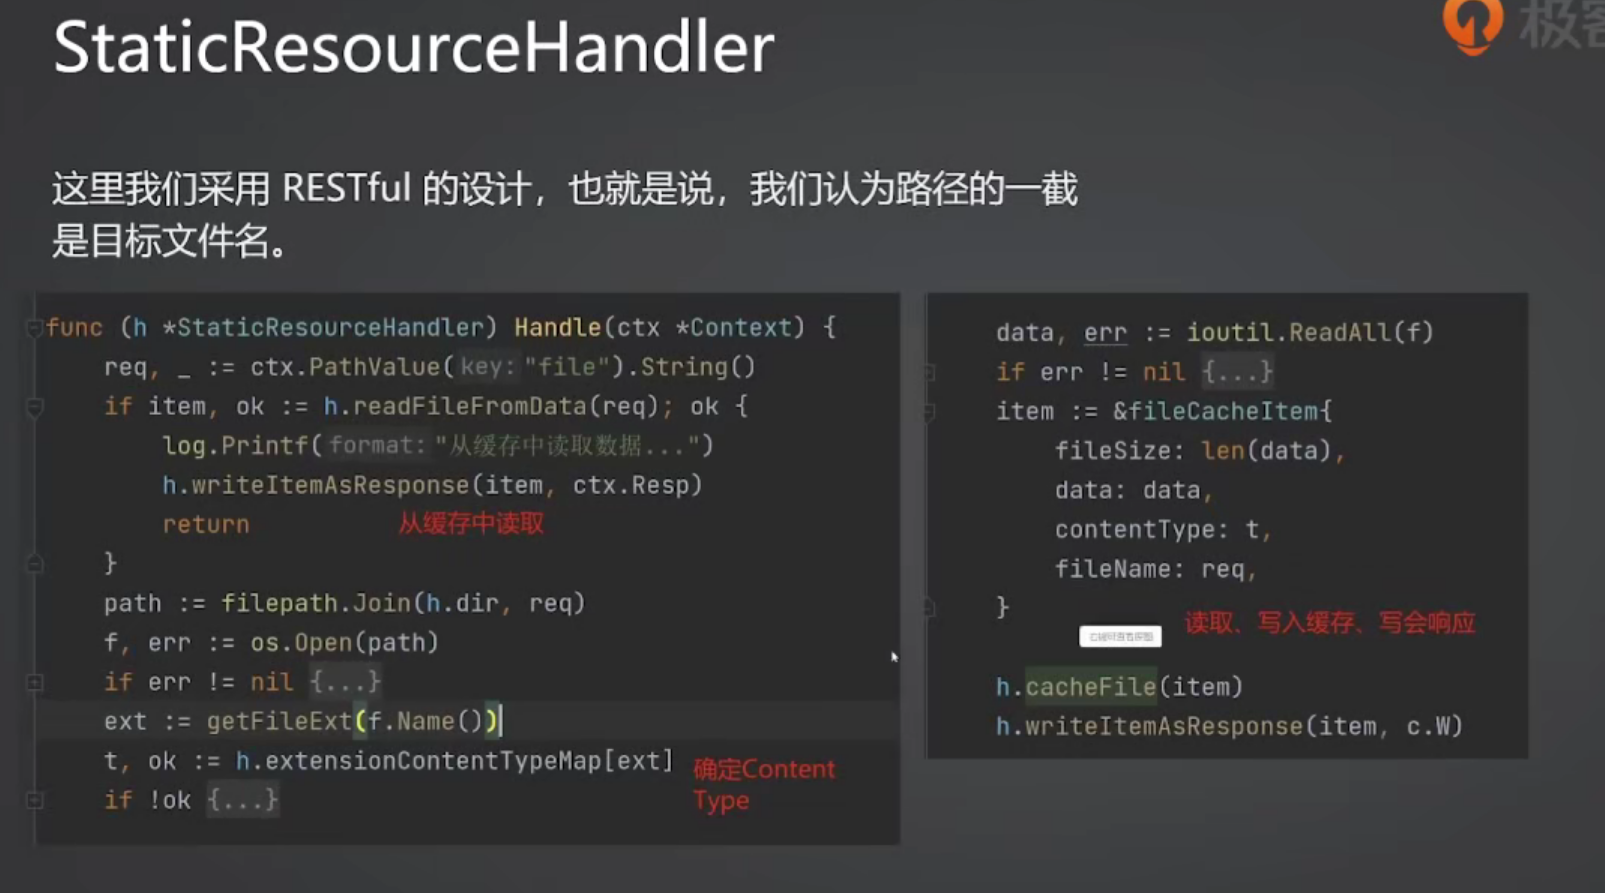 StaticResourceHandler
极客
这里我们采用 RESTful 的设计，也就是说，我们认为路径的一截
是目标文件名。
func (h *StaticResourceHandler) Handle(ctx *Context) {
req, _ := ctx.PathValue( key: "file").String()
if item, ok := h.readFileFromData(req); ok {
log.Printf( format: "从缓存中读取数据...")
h.writeItemAsResponse(item, ctx.Resp)
return
从缓存中读取
}
path := filepath.Join(h.dir, req)
f, err := os.Open(path)
if err != nil {...}
ext := getFileExt(f.Name())
t, ok := h.extensionContentTypeMap[ext]
确定Content
Type
if !ok {...}
data, err := ioutil.ReadAll(f)
if err != nil {...}
item := &fileCacheItem{
fileSize: len(data),
data: data,
contentType: t,
fileName: req,
}
读取、写入缓存、写会响应
h.cacheFile(item)
h.writeItemAsResponse(item, c.W)